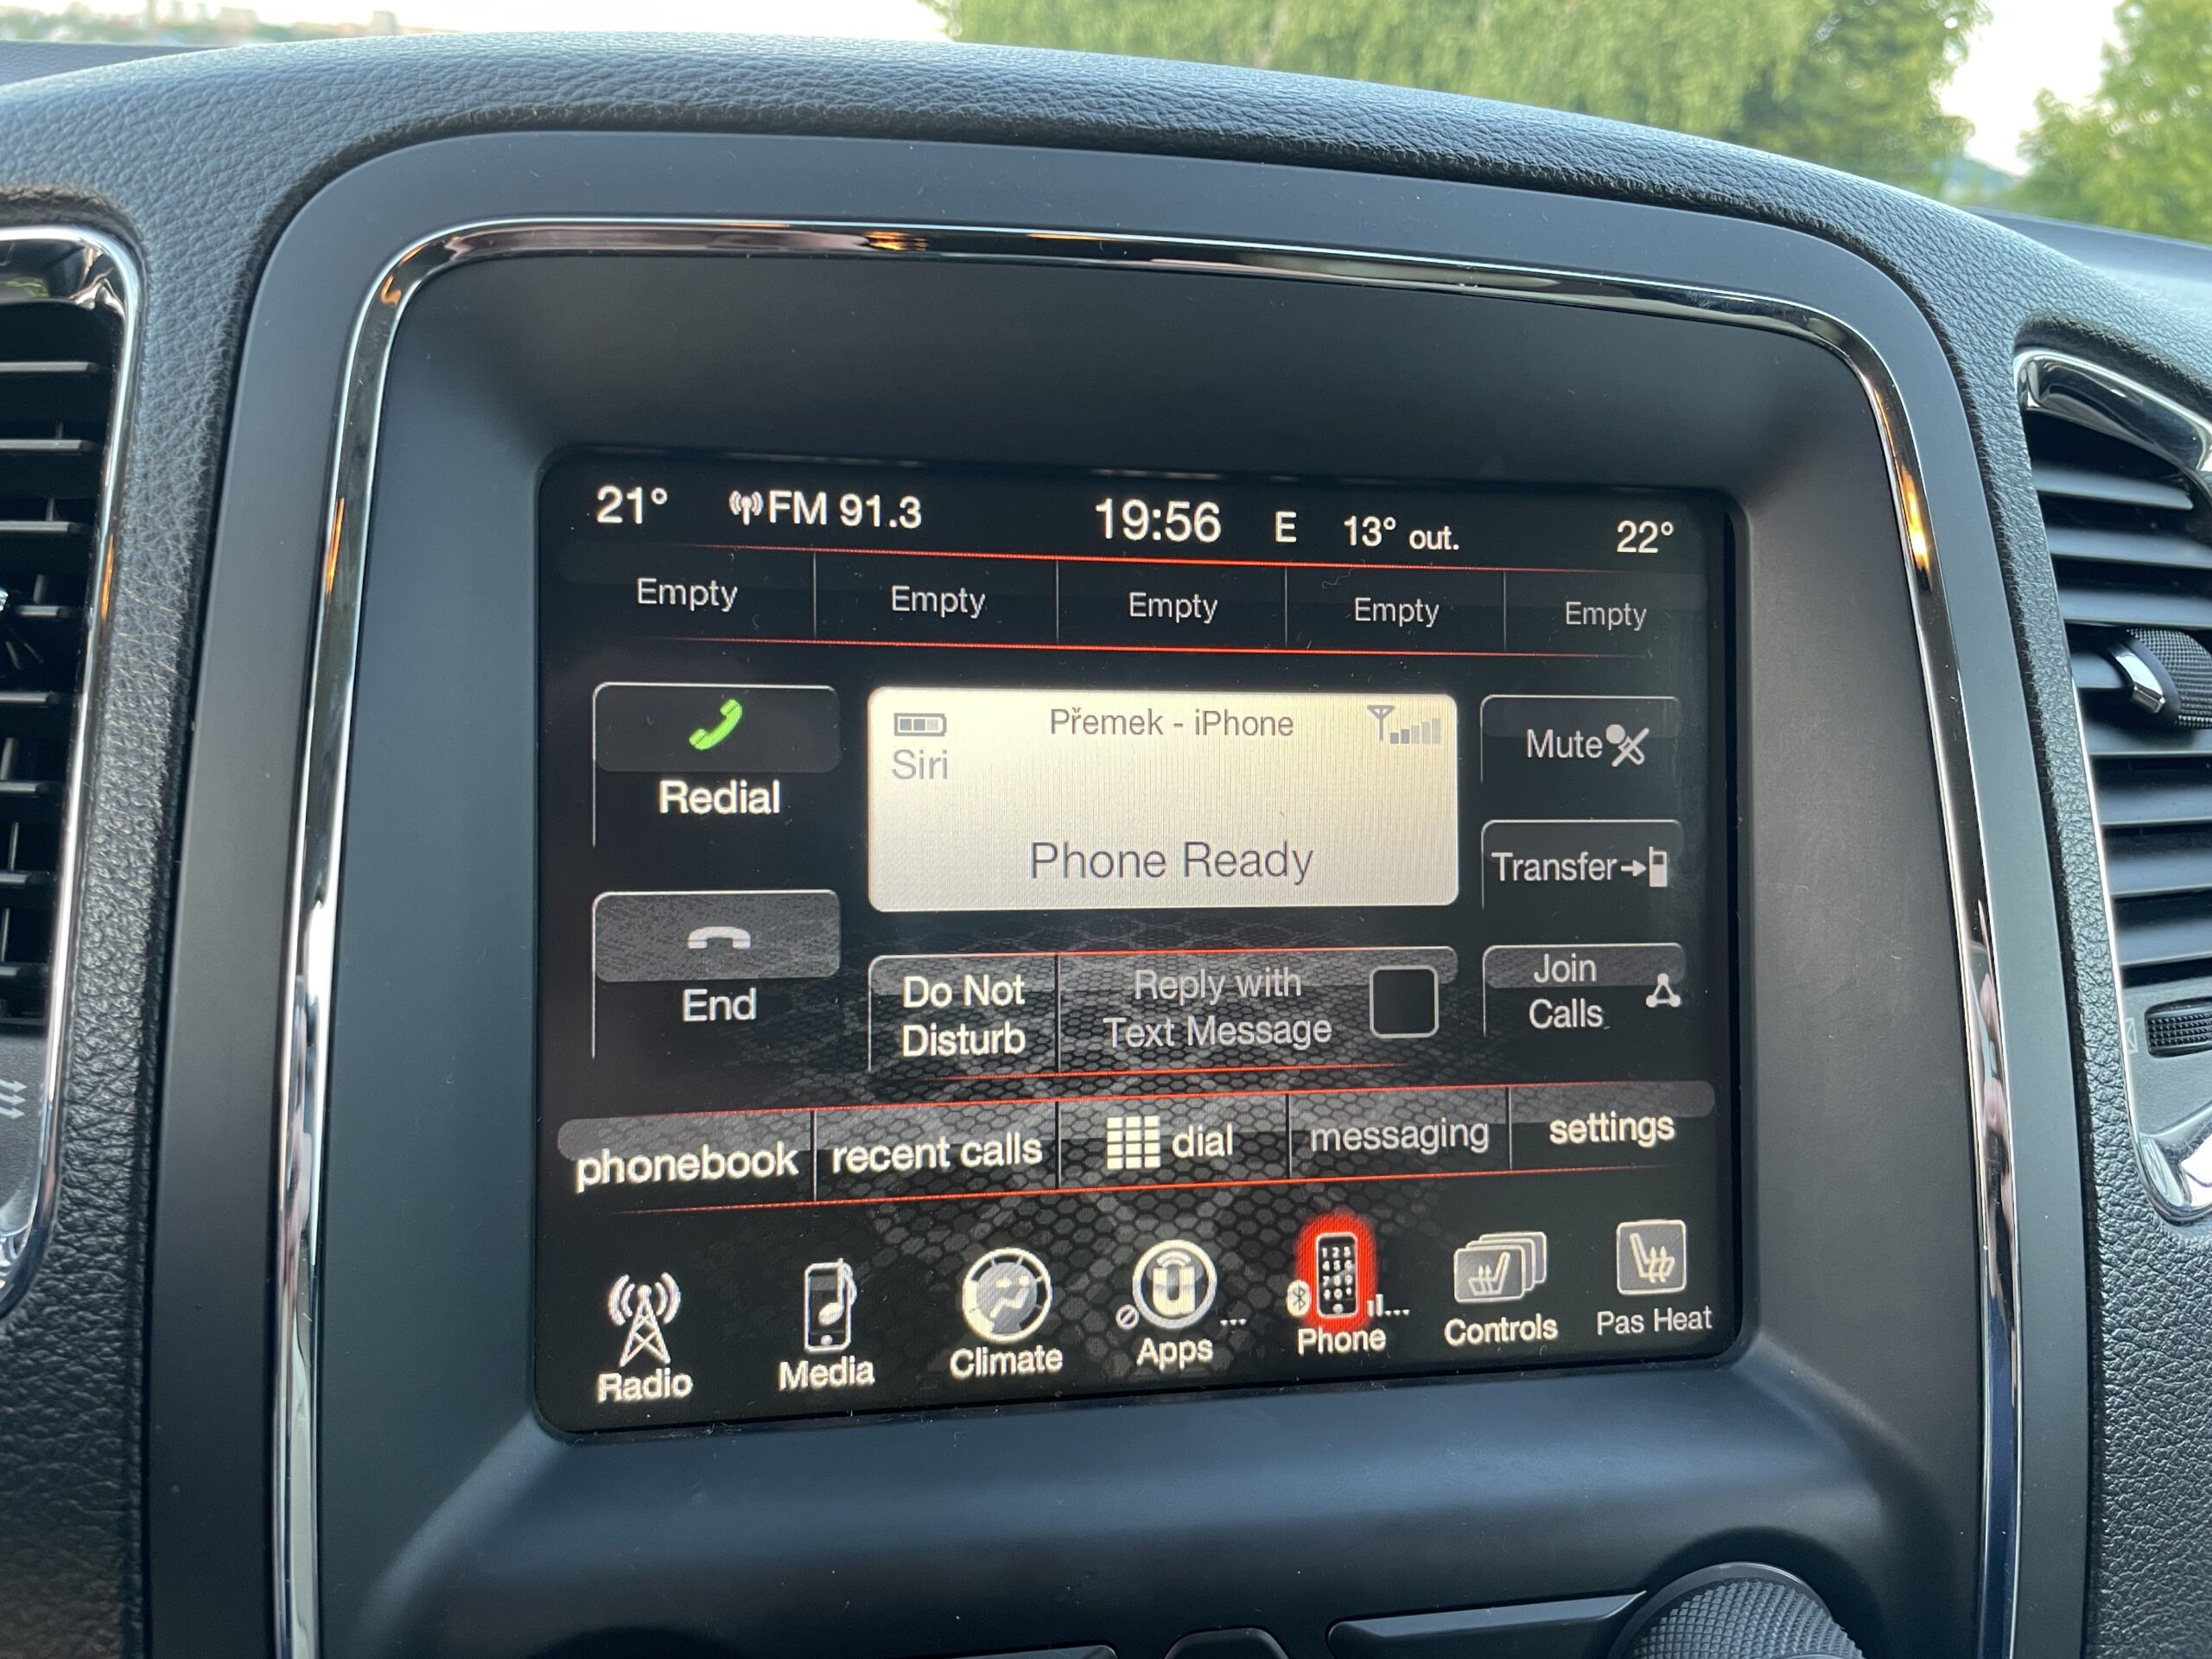 21° FM 91.3 19:56 E 13° out. 22°
Empty Empty Empty Empty Empty
Přemek - iPhone
Siri
Phone Ready
Redial
End
Mute
Transfer
Join
Calls
Do Not
Disturb
Reply with
Text Message
phonebook recent calls dial messaging settings
Radio Media Climate Apps ... Phone ... Controls Pas Heat